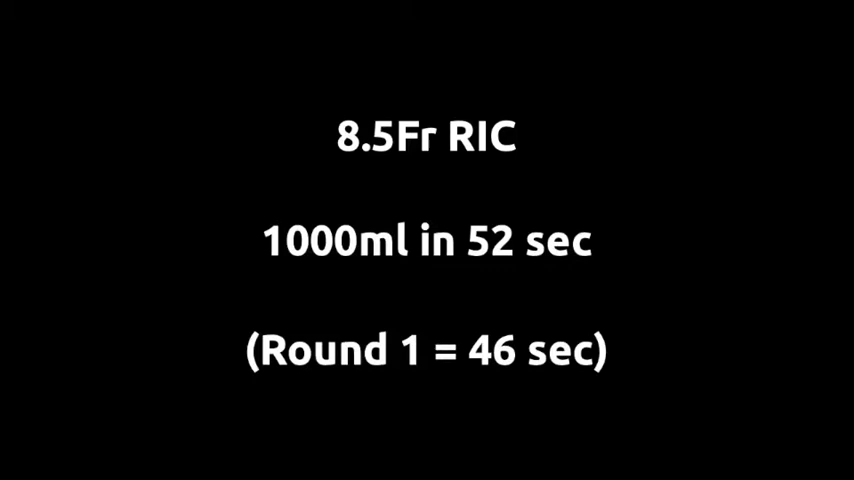 8.5Fr RIC
1000ml in 52 sec
(Round 1 = 46 sec)